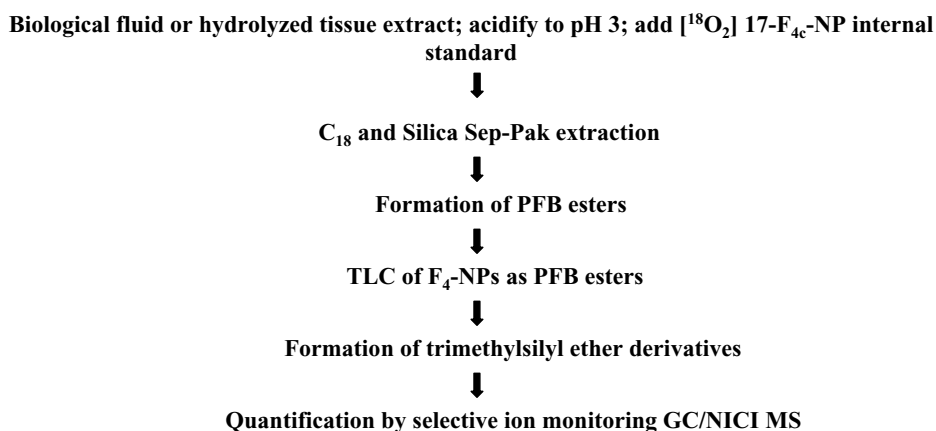 Biological fluid or hydrolyzed tissue extract; acidify to pH 3; add [¹⁸O₂] 17-F₄c-NP internal
standard
C₁₈ and Silica Sep-Pak extraction
Formation of PFB esters
TLC of F₄-NPs as PFB esters
Formation of trimethylsilyl ether derivatives
Quantification by selective ion monitoring GC/NICI MS